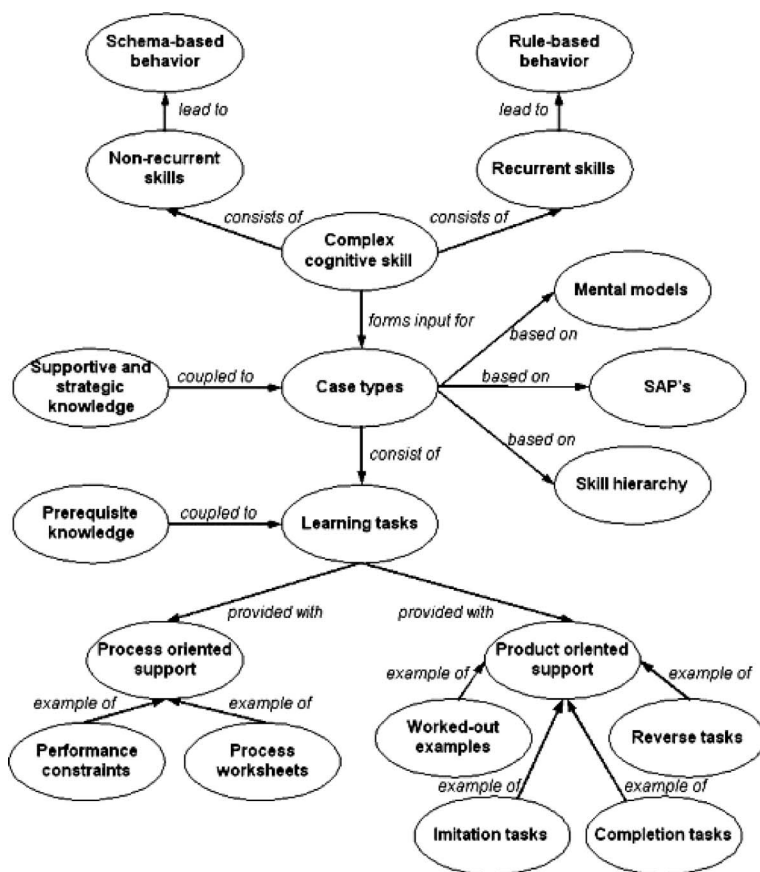 Schema-based
behavior
Rule-based
behavior
lead to
lead to
Non-recurrent
skills
Recurrent skills
consists of
consists of
Complex
cognitive skill
Mental models
forms input for
based on
Supportive and
strategic
knowledge
coupled to
Case types
based on
SAP's
based on
consist of
Skill hierarchy
Prerequisite
knowledge
coupled to
Learning tasks
provided with
provided with
Process oriented
support
Product oriented
support
example of
example of
example of
example of
Performance
constraints
Process
worksheets
Worked-out
examples
Reverse tasks
example of
example of
Imitation tasks
Completion tasks